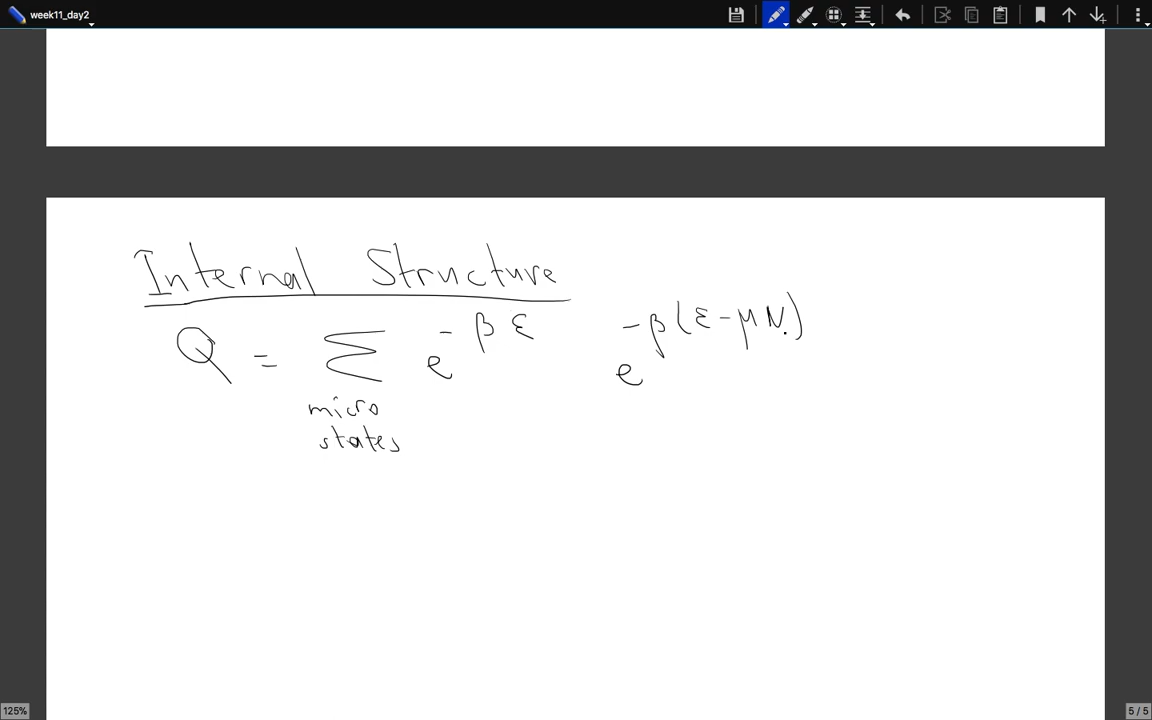 week11_day2
Internal Structure
Q = Σ e^{-βε} e^{-β(ε-μN.)}
micro
states
125%
5 / 5